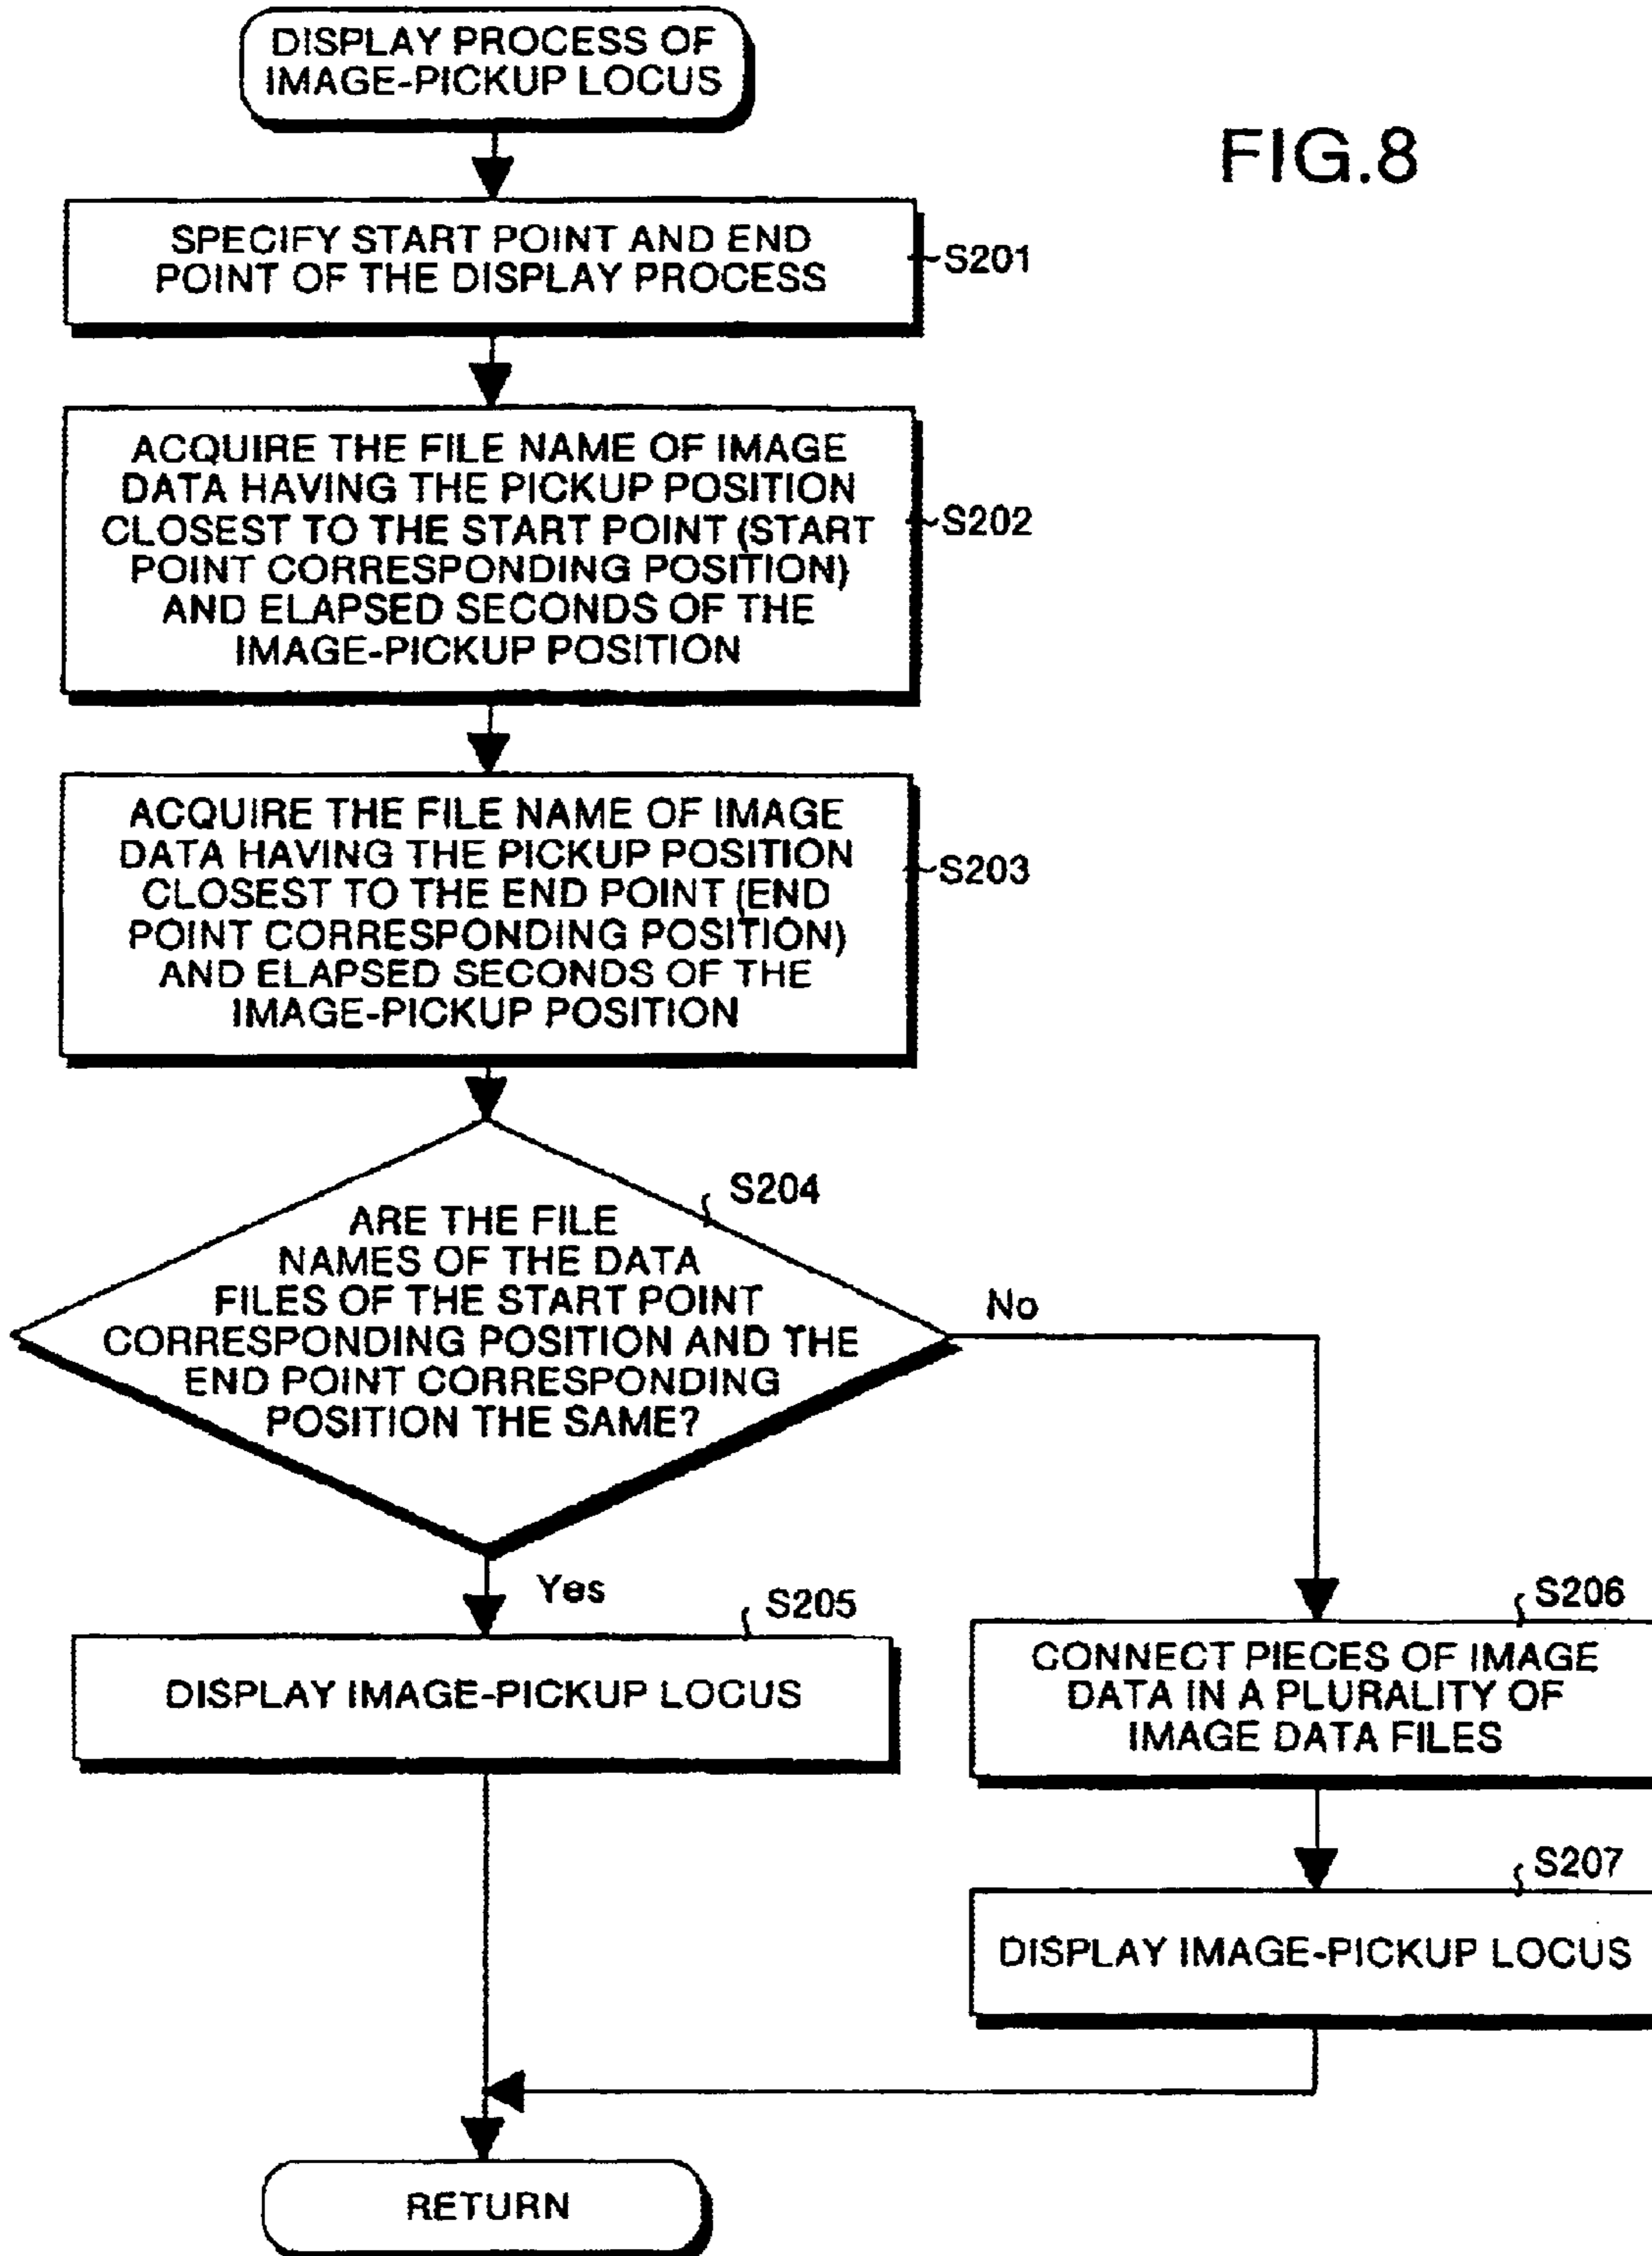 DISPLAY PROCESS OF
IMAGE-PICKUP LOCUS
FIG.8
SPECIFY START POINT AND END
POINT OF THE DISPLAY PROCESS
S201
ACQUIRE THE FILE NAME OF IMAGE
DATA HAVING THE PICKUP POSITION
CLOSEST TO THE START POINT (START
POINT CORRESPONDING POSITION)
AND ELAPSED SECONDS OF THE
IMAGE-PICKUP POSITION
S202
ACQUIRE THE FILE NAME OF IMAGE
DATA HAVING THE PICKUP POSITION
CLOSEST TO THE END POINT (END
POINT CORRESPONDING POSITION)
AND ELAPSED SECONDS OF THE
IMAGE-PICKUP POSITION
S203
S204
ARE THE FILE
NAMES OF THE DATA
FILES OF THE START POINT
CORRESPONDING POSITION AND THE
END POINT CORRESPONDING
POSITION THE SAME?
No
Yes
S205
DISPLAY IMAGE-PICKUP LOCUS
S206
CONNECT PIECES OF IMAGE
DATA IN A PLURALITY OF
IMAGE DATA FILES
S207
DISPLAY IMAGE-PICKUP LOCUS
RETURN